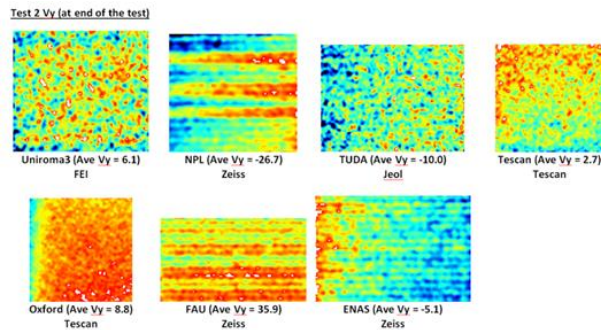 Test 2 Vy (at end of the test)
Uniroma3 (Ave Vy = 6.1)
FEI
NPL (Ave Vy = -26.7)
Zeiss
TUDA (Ave Vy = -10.0)
Jeol
Tescan (Ave Vy = 2.7)
Tescan
Oxford (Ave Vy = 8.8)
Tescan
FAU (Ave Vy = 35.9)
Zeiss
ENAS (Ave Vy = -5.1)
Zeiss